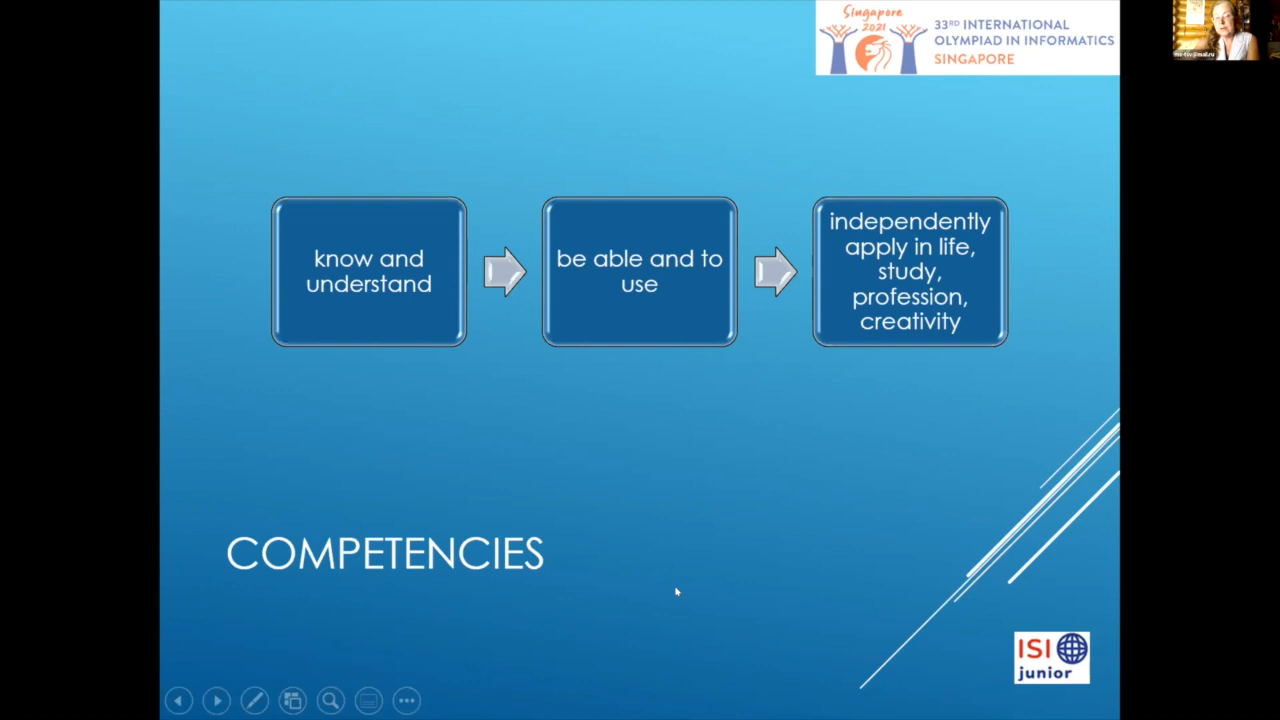 Singapore
2021
33RD INTERNATIONAL
OLYMPIAD IN INFORMATICS
SINGAPORE
know and
understand
be able and to
use
independently
apply in life,
study,
profession,
creativity
COMPETENCIES
ISI
junior